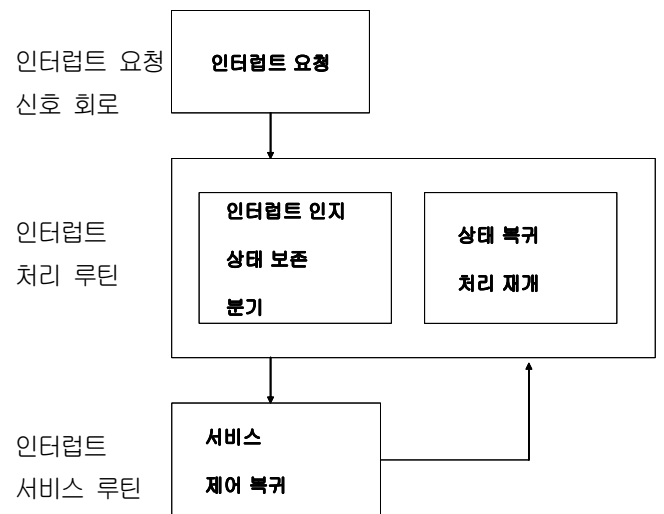 인터럽트 요청
신호 회로
인터럽트 요청
인터럽트
처리 루틴
인터럽트 인지
상태 보존
분기
상태 복귀
처리 재개
인터럽트
서비스 루틴
서비스
제어 복귀